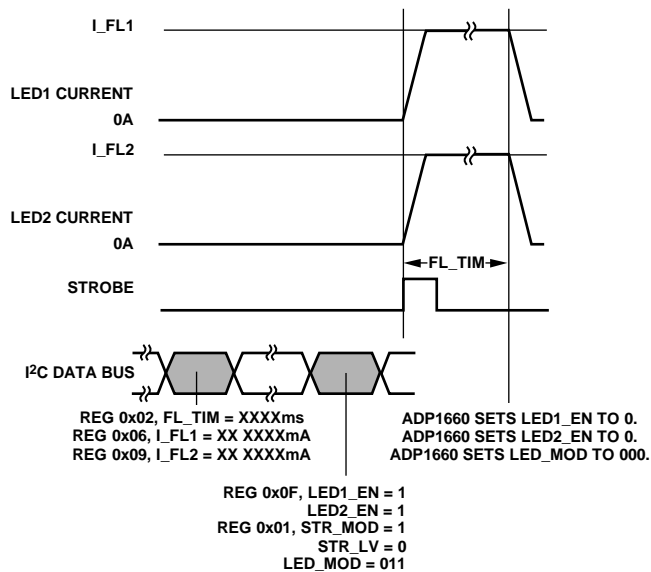 I_FL1
LED1 CURRENT
0A
I_FL2
LED2 CURRENT
0A
FL_TIM
STROBE
I2C DATA BUS
REG 0x02, FL_TIM = XXXXms
REG 0x06, I_FL1 = XX XXXXmA
REG 0x09, I_FL2 = XX XXXXmA
ADP1660 SETS LED1_EN TO 0.
ADP1660 SETS LED2_EN TO 0.
ADP1660 SETS LED_MOD TO 000.
REG 0x0F, LED1_EN = 1
LED2_EN = 1
REG 0x01, STR_MOD = 1
STR_LV = 0
LED_MOD = 011